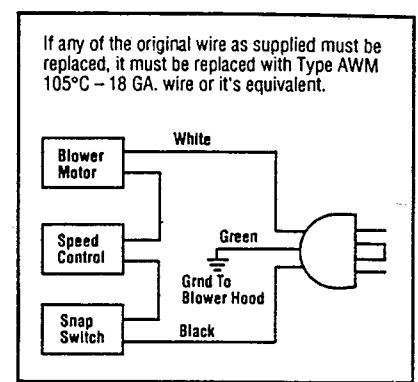 If any of the original wire as supplied must be
replaced, it must be replaced with Type AWM
105°C – 18 GA. wire or it's equivalent.
White
Blower
Motor
Speed
Control
Green
Grnd To
Blower Hood
Snap
Switch
Black